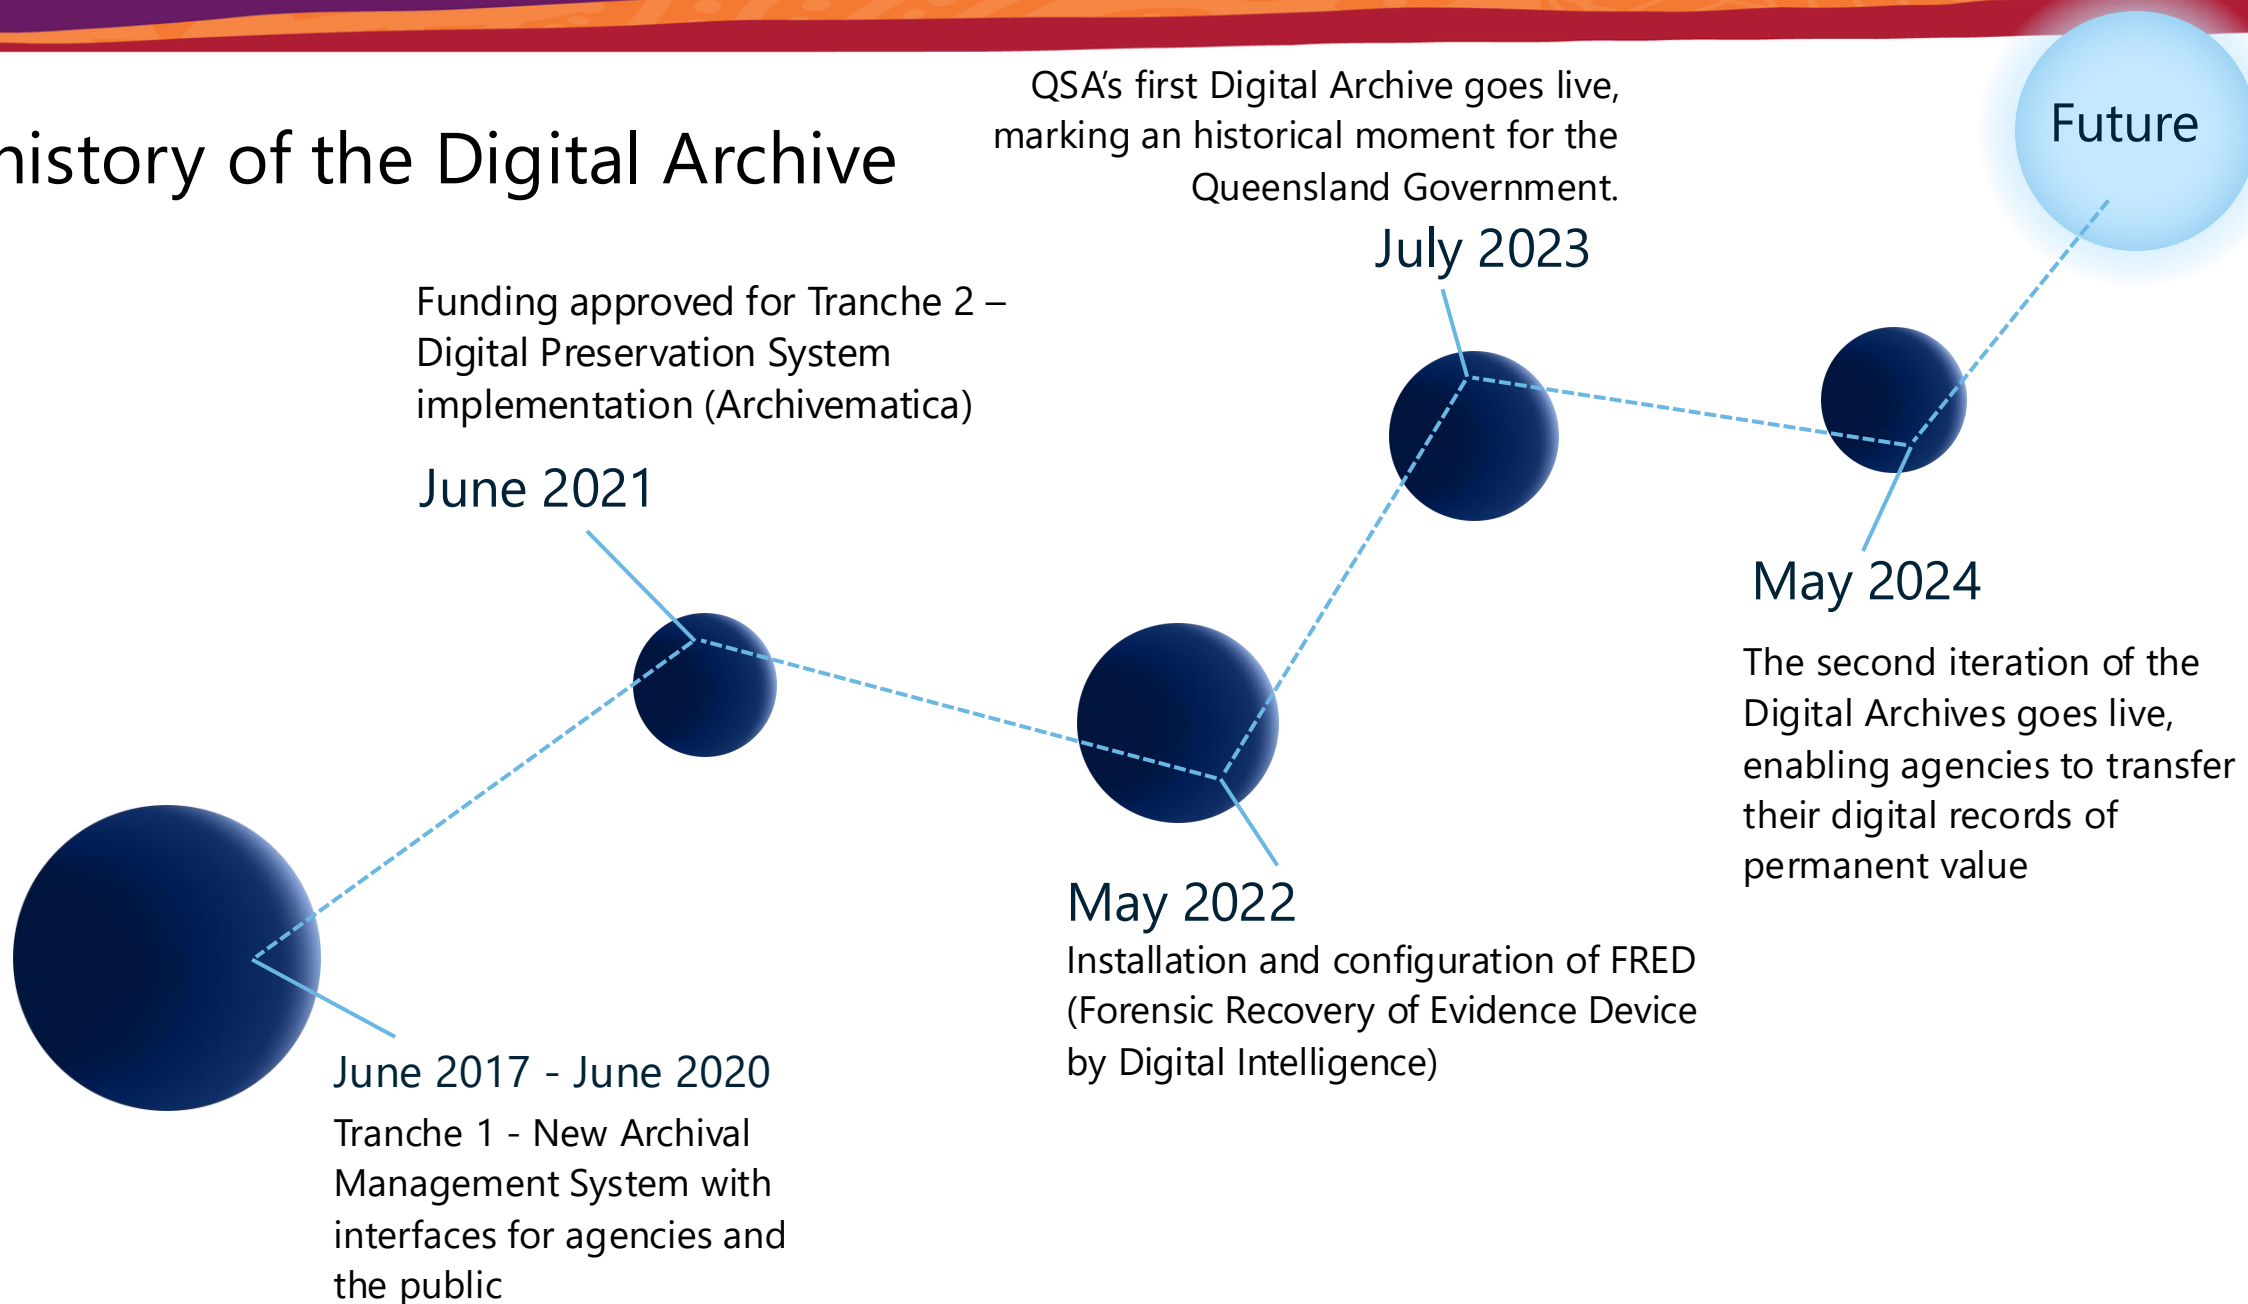 history of the Digital Archive
QSA's first Digital Archive goes live,
marking an historical moment for the
Queensland Government.
July 2023
Future
Funding approved for Tranche 2 –
Digital Preservation System
implementation (Archivematica)
June 2021
May 2024
The second iteration of the
Digital Archives goes live,
enabling agencies to transfer
their digital records of
permanent value
May 2022
Installation and configuration of FRED
(Forensic Recovery of Evidence Device
by Digital Intelligence)
June 2017 - June 2020
Tranche 1 - New Archival
Management System with
interfaces for agencies and
the public